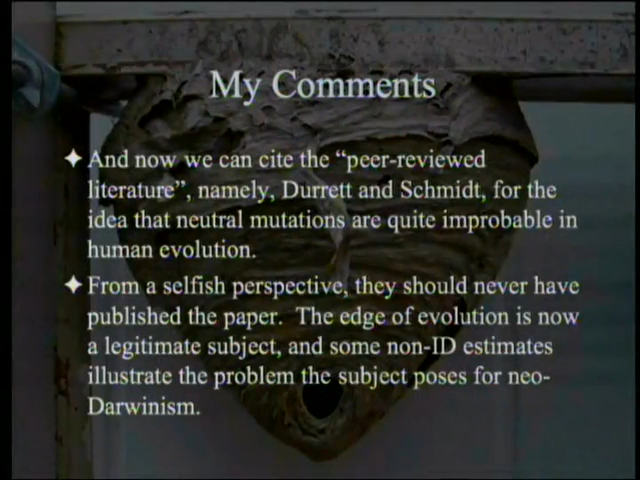 My Comments
✦ And now we can cite the “peer-reviewed
literature”, namely, Durrett and Schmidt, for the
idea that neutral mutations are quite improbable in
human evolution.
✦ From a selfish perspective, they should never have
published the paper.  The edge of evolution is now
a legitimate subject, and some non-ID estimates
illustrate the problem the subject poses for neo-
Darwinism.